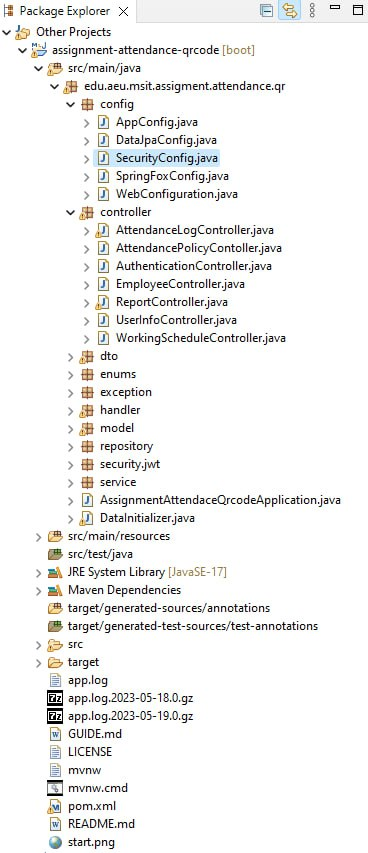 Package Explorer
Other Projects
assignment-attendance-qrcode [boot]
src/main/java
edu.aeu.msit.assigment.attendance.qr
config
AppConfig.java
DataJpaConfig.java
SecurityConfig.java
SpringFoxConfig.java
WebConfiguration.java
controller
AttendanceLogController.java
AttendancePolicyContoller.java
AuthenticationController.java
EmployeeController.java
ReportController.java
UserInfoController.java
WorkingScheduleController.java
dto
enums
exception
handler
model
repository
security.jwt
service
AssignmentAttendaceQrcodeApplication.java
DataInitializer.java
src/main/resources
src/test/java
JRE System Library [JavaSE-17]
Maven Dependencies
target/generated-sources/annotations
target/generated-test-sources/test-annotations
src
target
app.log
app.log.2023-05-18.0.gz
app.log.2023-05-19.0.gz
GUIDE.md
LICENSE
mvnw
mvnw.cmd
pom.xml
README.md
start.png